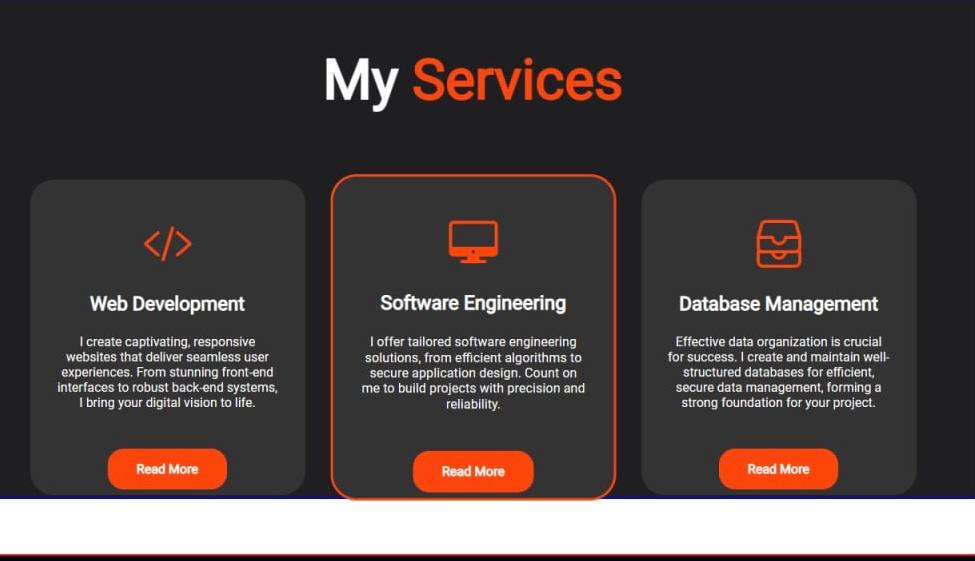 My Services
Web Development
I create captivating, responsive
websites that deliver seamless user
experiences. From stunning front-end
interfaces to robust back-end systems,
I bring your digital vision to life.
Read More
Software Engineering
I offer tailored software engineering
solutions, from efficient algorithms to
secure application design. Count on
me to build projects with precision and
reliability.
Read More
Database Management
Effective data organization is crucial
for success. I create and maintain well-
structured databases for efficient,
secure data management, forming a
strong foundation for your project.
Read More